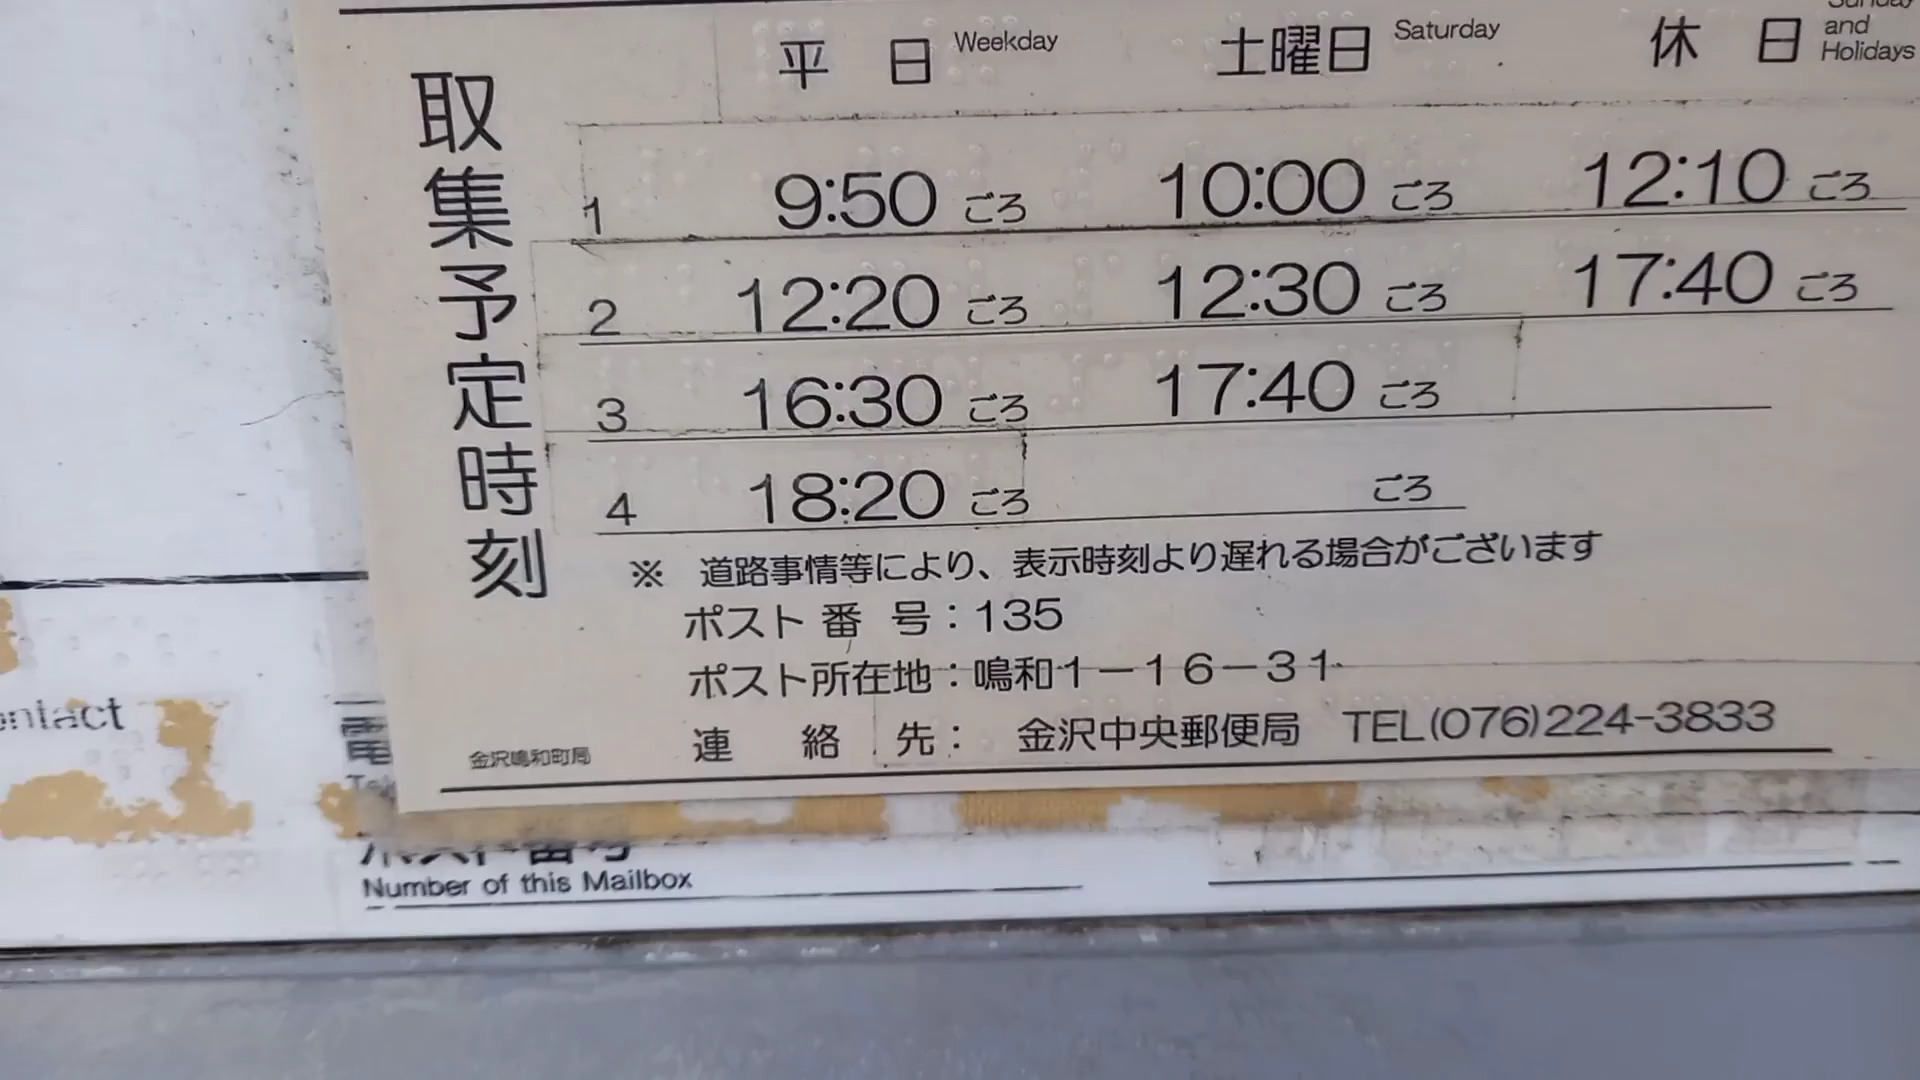 平 日 Weekday 土曜日 Saturday 休 日 Sunday and Holidays
取集予定時刻
1 9:50 ごろ 10:00 ごろ 12:10 ごろ
2 12:20 ごろ 12:30 ごろ 17:40 ごろ
3 16:30 ごろ 17:40 ごろ
4 18:20 ごろ ごろ
※ 道路事情等により、表示時刻より遅れる場合がございます
ポスト 番 号：135
ポスト所在地：鳴和1－16－31
連 絡 先： 金沢中央郵便局 TEL(076)224-3833
金沢鳴和町局
電
Number of this Mailbox